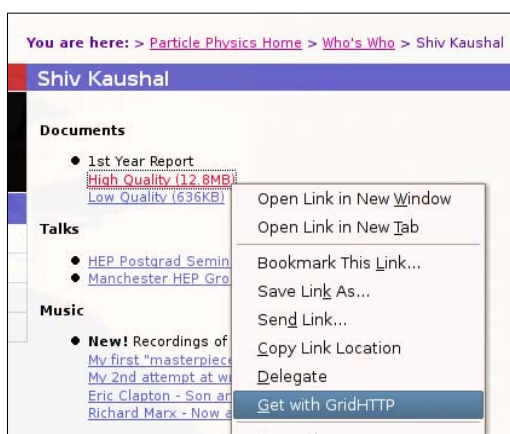 You are here: > Particle Physics Home > Who's Who > Shiv Kaushal
Shiv Kaushal
Documents
1st Year Report
High Quality (12.8MB)
Low Quality (636KB)
Talks
HEP Postgrad
Manchester HEP
Music
New! Recordings of
My first "masterpiece
My 2nd attempt at
Eric Clapton - Son
Richard Marx - Now
Open Link in New Window
Open Link in New Tab
Bookmark This Link...
Save Link As...
Send Link...
Copy Link Location
Delegate
Get with GridHTTP